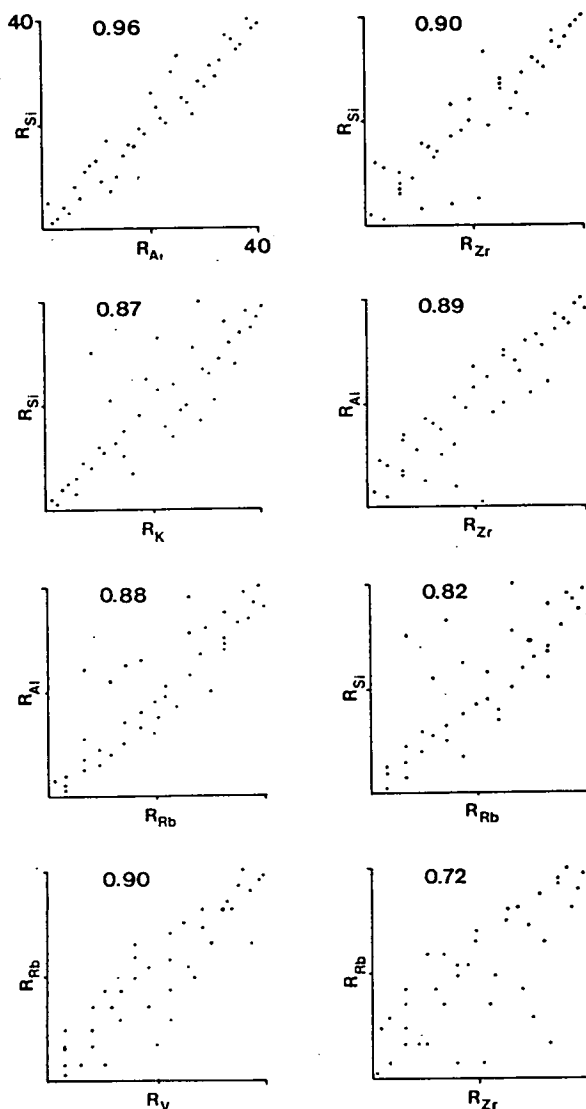 40
0.96
R_Si
R_Al
40
0.90
R_Si
R_Zr
0.87
R_Si
R_K
0.89
R_Al
R_Zr
0.88
R_Al
R_Rb
0.82
R_Si
R_Rb
0.90
R_Rb
R_V
0.72
R_Rb
R_Zr